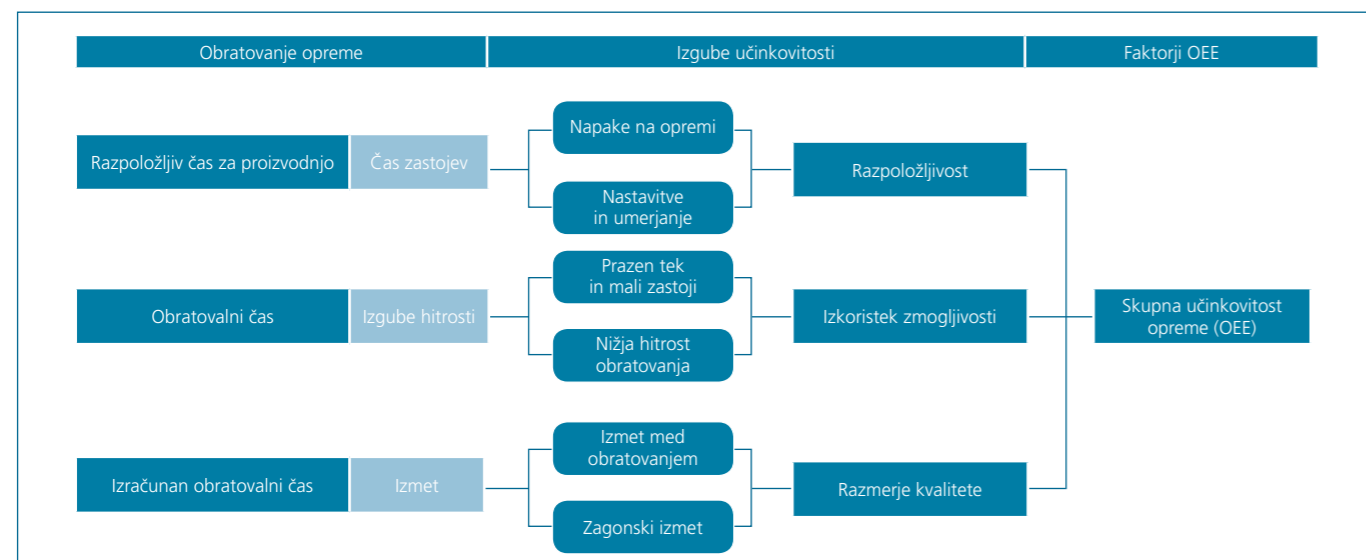 Obratovanje opreme
Izgube učinkovitosti
Faktorji OEE
Razpoložljiv čas za proizvodnjo
Čas zastojev
Napake na opremi
Nastavitve
in umerjanje
Razpoložljivost
Obratovalni čas
Izgube hitrosti
Prazen tek
in mali zastoji
Nižja hitrost
obratovanja
Izkoristek zmogljivosti
Skupna učinkovitost
opreme (OEE)
Izračunan obratovalni čas
Izmet
Izmet med
obratovanjem
Zagonski izmet
Razmerje kvalitete